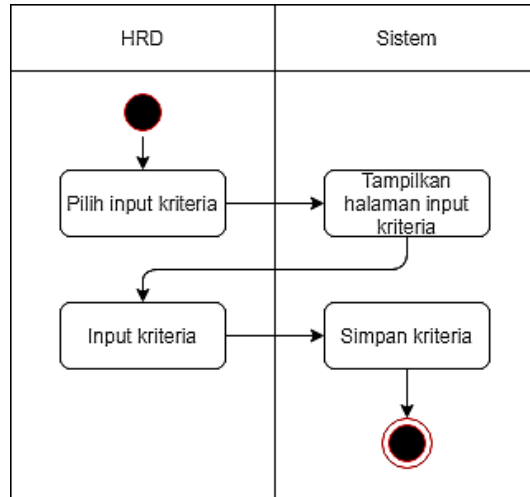 HRD
Sistem
Pilih input kriteria
Tampilkan
halaman input
kriteria
Input kriteria
Simpan kriteria